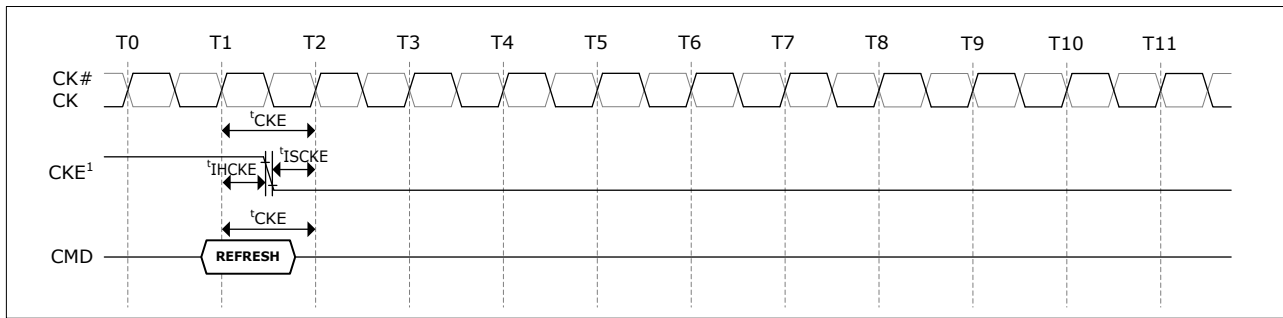 T0 T1 T2 T3 T4 T5 T6 T7 T8 T9 T10 T11
CK#
CK
tCKE
tISCKE
CKE1
tIHCKE
tCKE
CMD
REFRESH